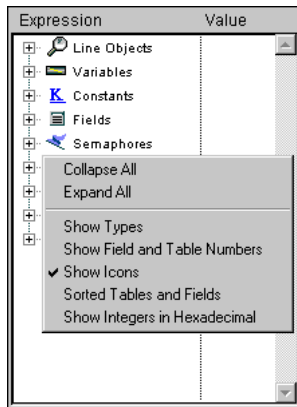 Expression Value
Line Objects
Variables
K Constants
Fields
Semaphores
Collapse All
Expand All
Show Types
Show Field and Table Numbers
Show Icons
Sorted Tables and Fields
Show Integers in Hexadecimal